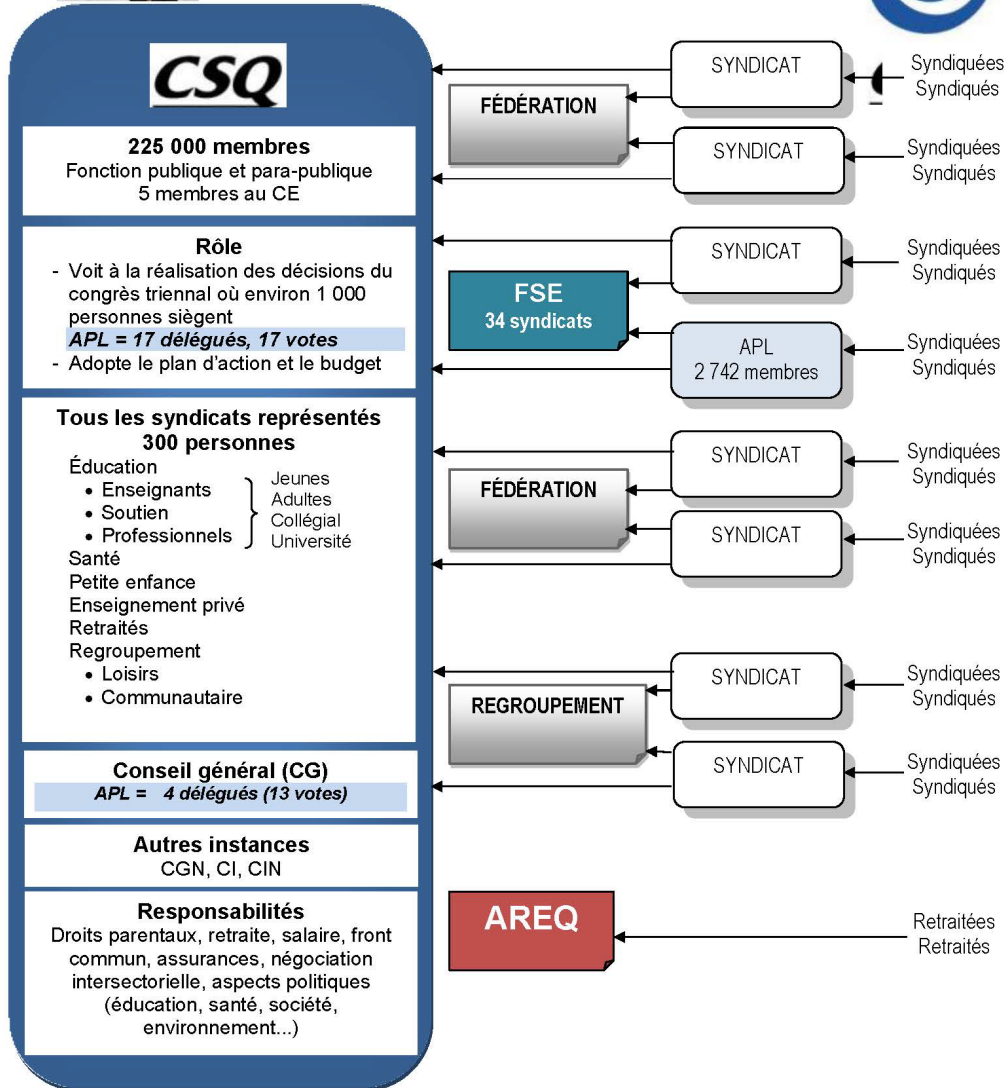 CSQ
225 000 membres
Fonction publique et para-publique
5 membres au CE
Rôle
- Voit à la réalisation des décisions du
congrès triennal où environ 1 000
personnes siègent
APL = 17 délégués, 17 votes
- Adopte le plan d'action et le budget
Tous les syndicats représentés
300 personnes
Éducation
• Enseignants
• Soutien
• Professionnels
Jeunes
Adultes
Collégial
Université
Santé
Petite enfance
Enseignement privé
Retraités
Regroupement
• Loisirs
• Communautaire
Conseil général (CG)
APL = 4 délégués (13 votes)
Autres instances
CGN, CI, CIN
Responsabilités
Droits parentaux, retraite, salaire, front
commun, assurances, négociation
intersectorielle, aspects politiques
(éducation, santé, société,
environnement...)
FÉDÉRATION
SYNDICAT
Syndiquées
Syndiqués
SYNDICAT
Syndiquées
Syndiqués
FSE
34 syndicats
SYNDICAT
Syndiquées
Syndiqués
APL
2 742 membres
Syndiquées
Syndiqués
FÉDÉRATION
SYNDICAT
Syndiquées
Syndiqués
SYNDICAT
Syndiquées
Syndiqués
REGROUPEMENT
SYNDICAT
Syndiquées
Syndiqués
SYNDICAT
Syndiquées
Syndiqués
AREQ
Retraitées
Retraités